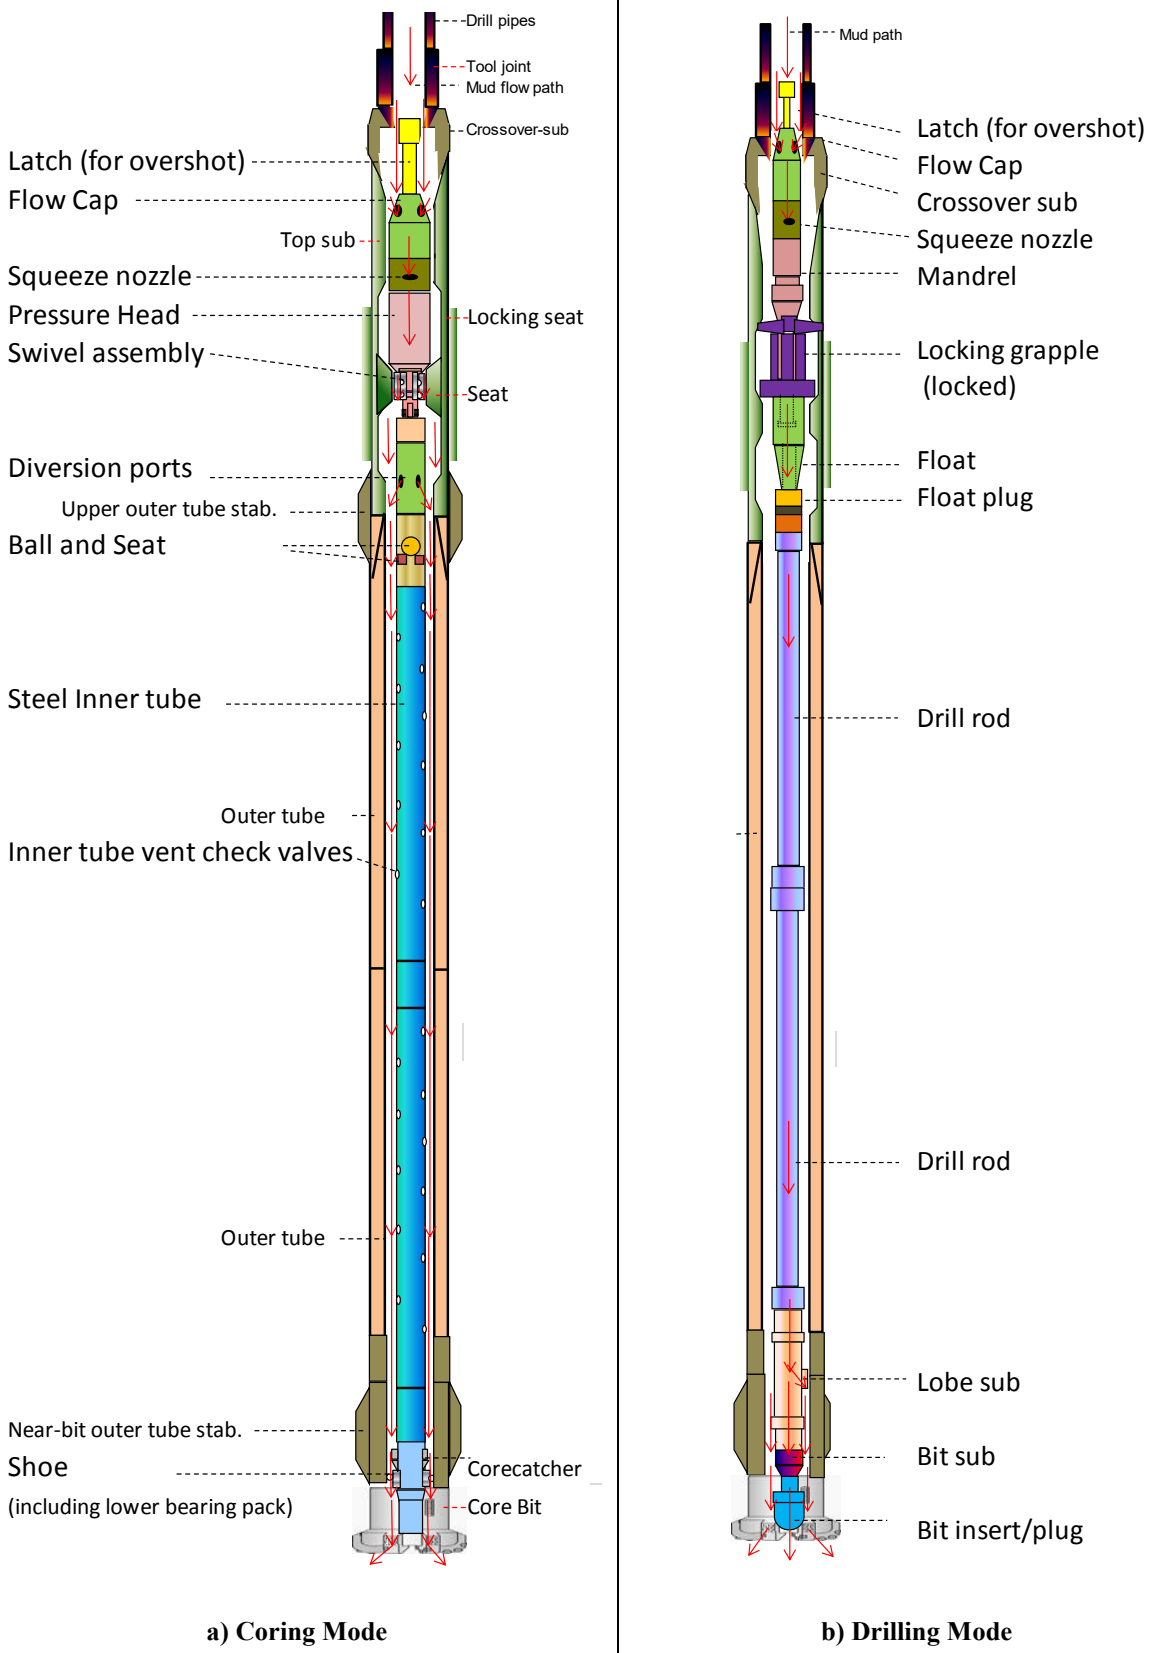 Drill pipes
Tool joint
Mud flow path
Crossover-sub
Latch (for overshot)
Flow Cap
Top sub
Squeeze nozzle
Pressure Head
Locking seat
Swivel assembly
Seat
Diversion ports
Upper outer tube stab.
Ball and Seat
Steel Inner tube
Outer tube
Inner tube vent check valves
Outer tube
Near-bit outer tube stab.
Shoe
Corecatcher
(including lower bearing pack)
Core Bit
a) Coring Mode
Mud path
Latch (for overshot)
Flow Cap
Crossover sub
Squeeze nozzle
Mandrel
Locking grapple
(locked)
Float
Float plug
Drill rod
Drill rod
Lobe sub
Bit sub
Bit insert/plug
b) Drilling Mode